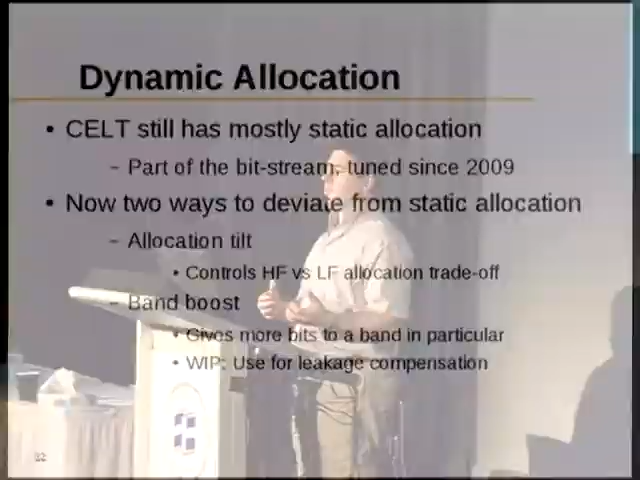 Dynamic Allocation
• CELT still has mostly static allocation
– Part of the bit-stream, tuned since 2009
• Now two ways to deviate from static allocation
– Allocation tilt
• Controls HF vs LF allocation trade-off
– Band boost
• Gives more bits to a band in particular
• WIP: Use for leakage compensation